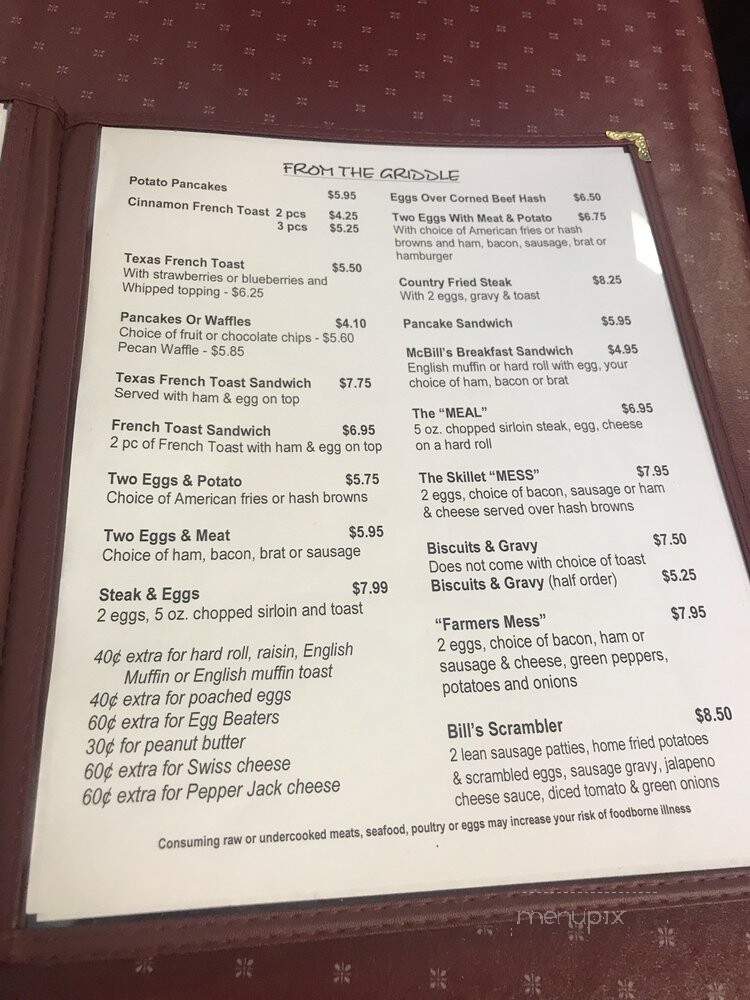 FROM THE GRIDDLE
Potato Pancakes $5.95
Cinnamon French Toast 2 pcs $4.25
3 pcs $5.25
Texas French Toast $5.50
With strawberries or blueberries and
Whipped topping - $6.25
Pancakes Or Waffles $4.10
Choice of fruit or chocolate chips - $5.60
Pecan Waffle - $5.85
Texas French Toast Sandwich $7.75
Served with ham & egg on top
French Toast Sandwich $6.95
2 pc of French Toast with ham & egg on top
Two Eggs & Potato $5.75
Choice of American fries or hash browns
Two Eggs & Meat $5.95
Choice of ham, bacon, brat or sausage
Steak & Eggs $7.99
2 eggs, 5 oz. chopped sirloin and toast
40¢ extra for hard roll, raisin, English
Muffin or English muffin toast
40¢ extra for poached eggs
60¢ extra for Egg Beaters
30¢ for peanut butter
60¢ extra for Swiss cheese
60¢ extra for Pepper Jack cheese
Eggs Over Corned Beef Hash $6.50
Two Eggs With Meat & Potato $6.75
With choice of American fries or hash
browns and ham, bacon, sausage, brat or
hamburger
Country Fried Steak $8.25
With 2 eggs, gravy & toast
Pancake Sandwich $5.95
McBill's Breakfast Sandwich $4.95
English muffin or hard roll with egg, your
choice of ham, bacon or brat
The "MEAL" $6.95
5 oz. chopped sirloin steak, egg, cheese
on a hard roll
The Skillet "MESS" $7.95
2 eggs, choice of bacon, sausage or ham
& cheese served over hash browns
Biscuits & Gravy $7.50
Does not come with choice of toast
Biscuits & Gravy (half order) $5.25
"Farmers Mess" $7.95
2 eggs, choice of bacon, ham or
sausage & cheese, green peppers,
potatoes and onions
Bill's Scrambler $8.50
2 lean sausage patties, home fried potatoes
& scrambled eggs, sausage gravy, jalapeno
cheese sauce, diced tomato & green onions
Consuming raw or undercooked meats, seafood, poultry or eggs may increase your risk of foodborne illness
menupix